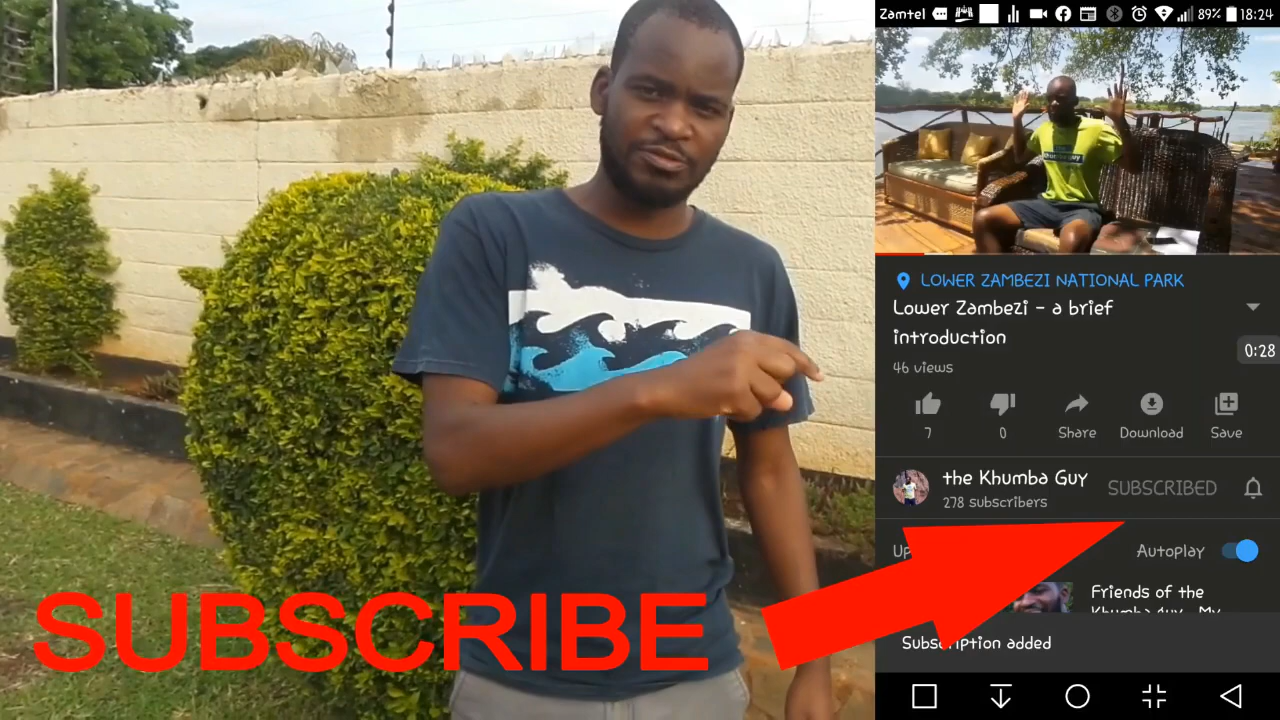 SUBSCRIBE
Zamtel
89%
18:24
LOWER ZAMBEZI NATIONAL PARK
Lower Zambezi – a brief
introduction
0:28
46 views
7
0
Share
Download
Save
the Khumba Guy
SUBSCRIBED
278 subscribers
Autoplay
Friends of the
Subscription added